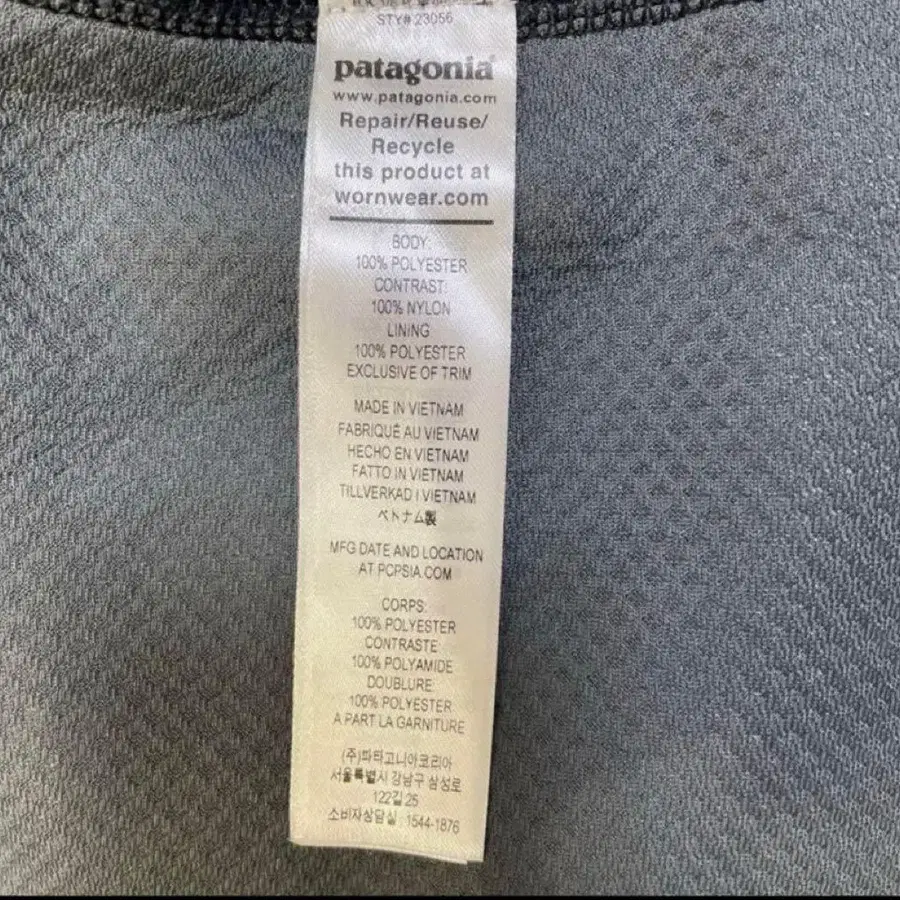 STY# 23056
patagonia®
www.patagonia.com
Repair/Reuse/
Recycle
this product at
wornwear.com
BODY:
100% POLYESTER
CONTRAST:
100% NYLON
LINING
100% POLYESTER
EXCLUSIVE OF TRIM
MADE IN VIETNAM
FABRIQUÉ AU VIETNAM
HECHO EN VIETNAM
FATTO IN VIETNAM
TILLVERKAD I VIETNAM
ベトナム製
MFG DATE AND LOCATION
AT PCPSIA.COM
CORPS:
100% POLYESTER
CONTRASTE:
100% POLYAMIDE
DOUBLURE:
100% POLYESTER
A PART LA GARNITURE
(주)파타고니아코리아
서울특별시 강남구 삼성로
122길 25
소비자상담실 : 1544-1876